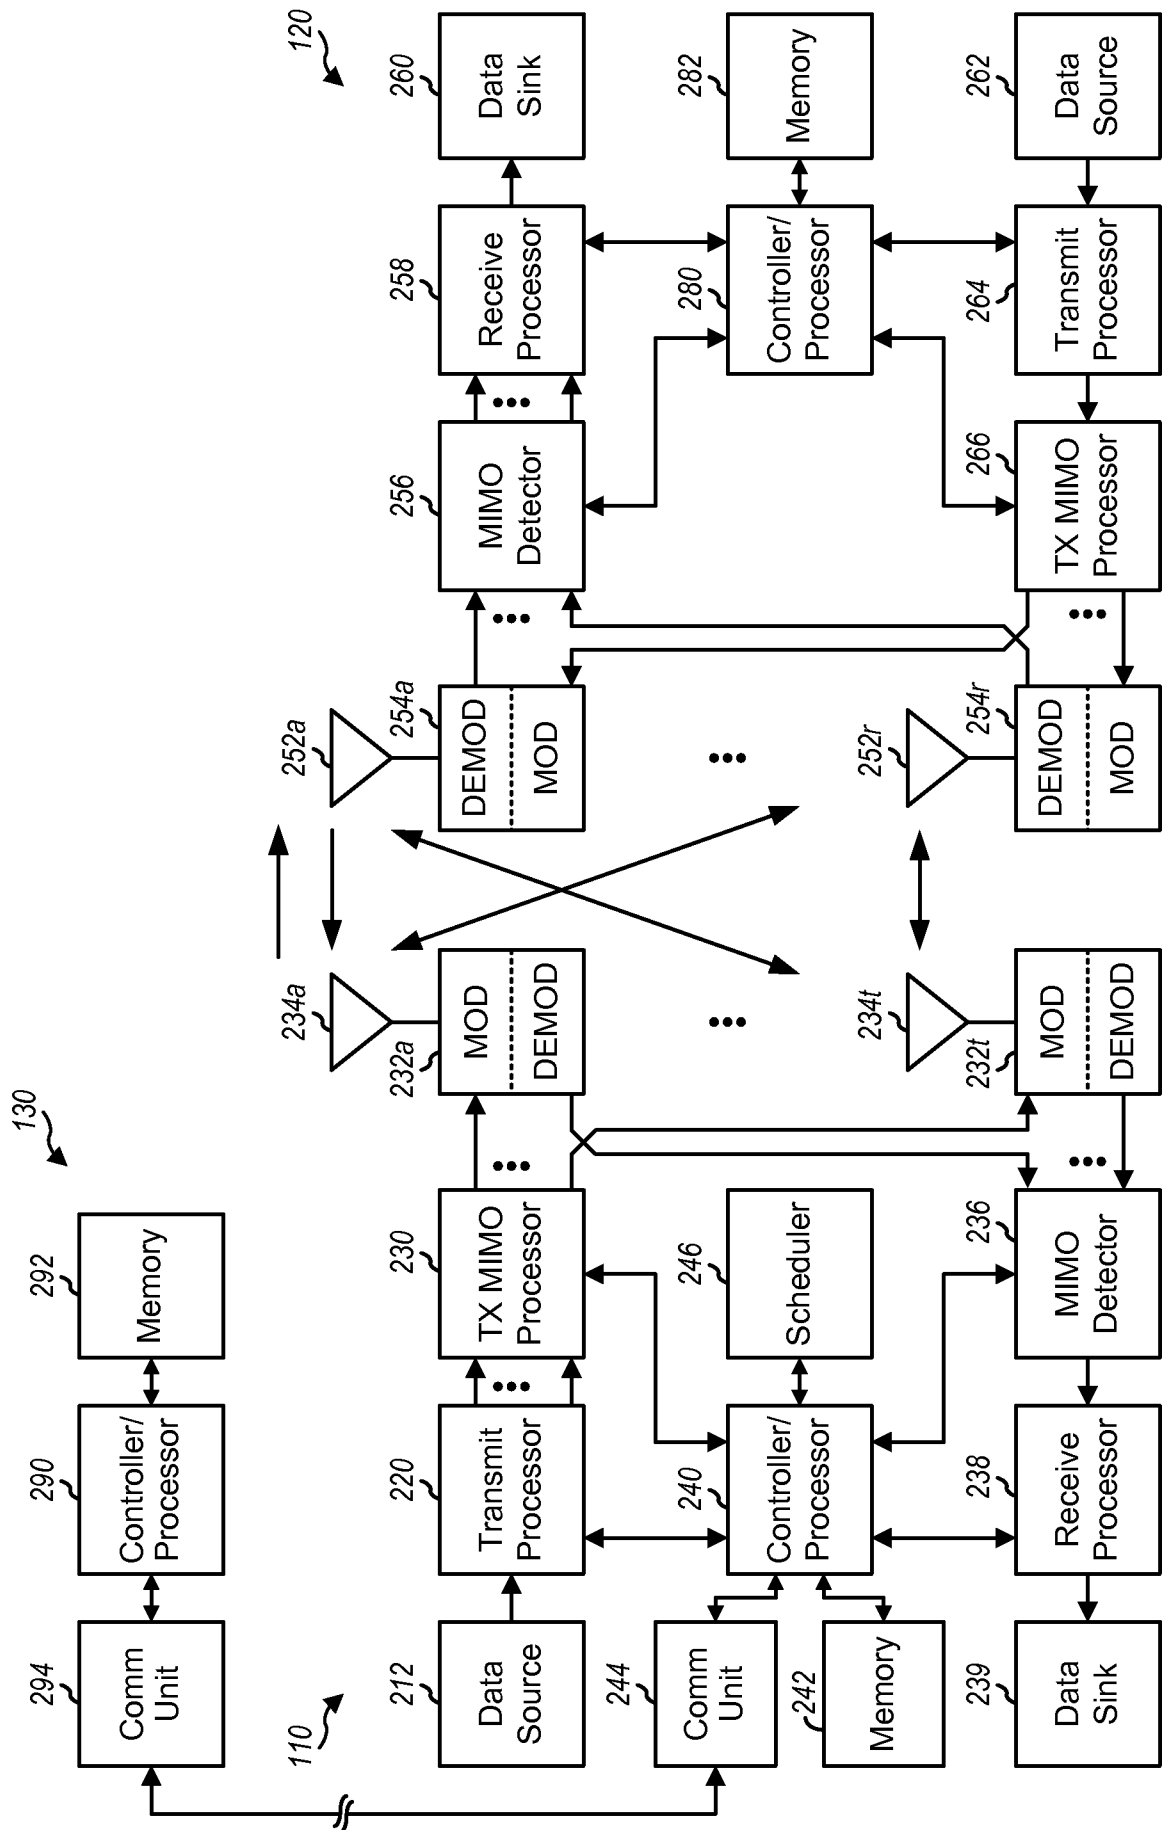 130
294
290
292
Comm
Unit
Controller/
Processor
Memory
110
120
234a
252a
212
220
230
232a
254a
256
258
260
Data
Source
Transmit
Processor
TX MIMO
Processor
MOD
DEMOD
DEMOD
MOD
MIMO
Detector
Receive
Processor
Data
Sink
244
240
246
280
282
Comm
Unit
Controller/
Processor
Scheduler
Controller/
Processor
Memory
242
Memory
234t
252r
239
238
236
232t
254r
266
264
262
Data
Sink
Receive
Processor
MIMO
Detector
MOD
DEMOD
DEMOD
MOD
TX MIMO
Processor
Transmit
Processor
Data
Source